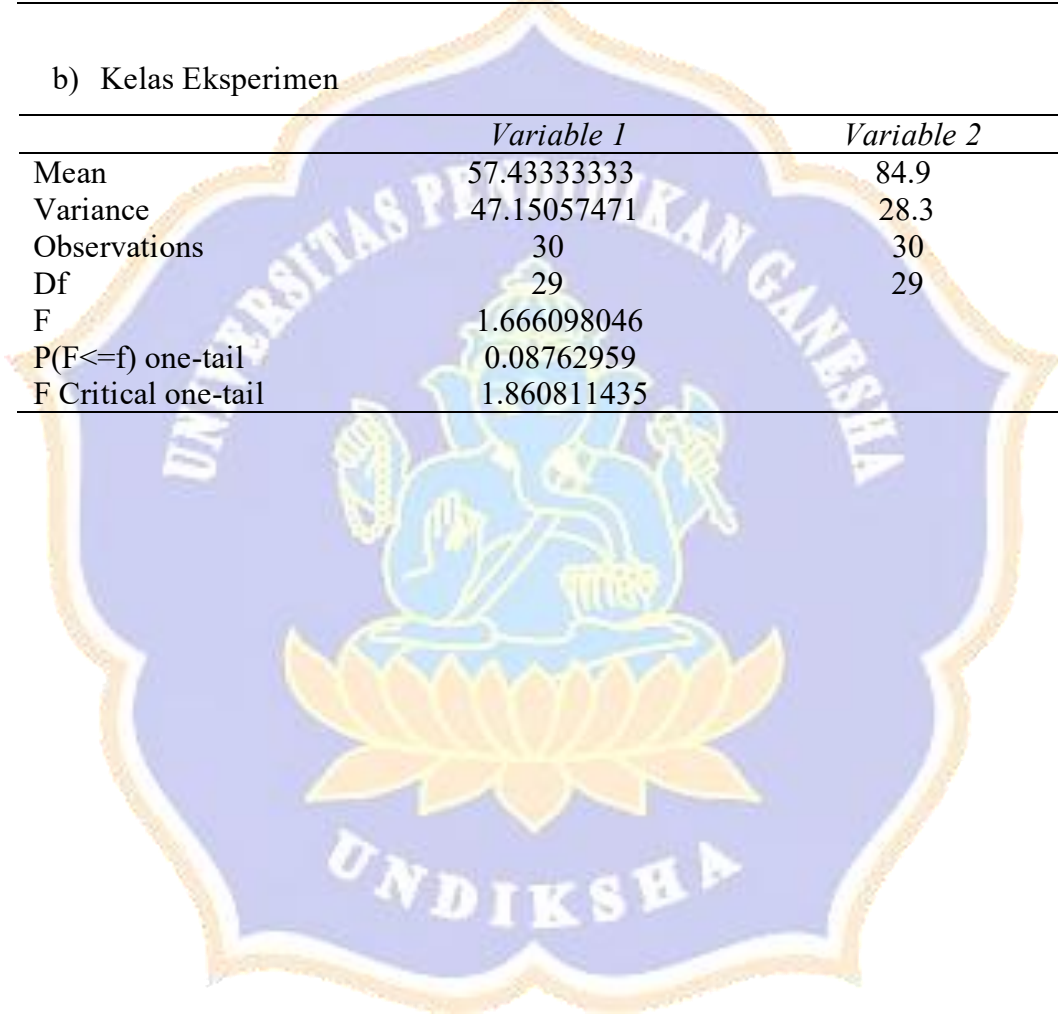 b) Kelas Eksperimen
Variable 1 Variable 2
Mean 57.43333333 84.9
Variance 47.15057471 28.3
Observations 30 30
Df 29 29
F 1.666098046
P(F<=f) one-tail 0.08762959
F Critical one-tail 1.860811435
UNIVERSITAS PENDIDIKAN GANESHA
UNDIKSHA